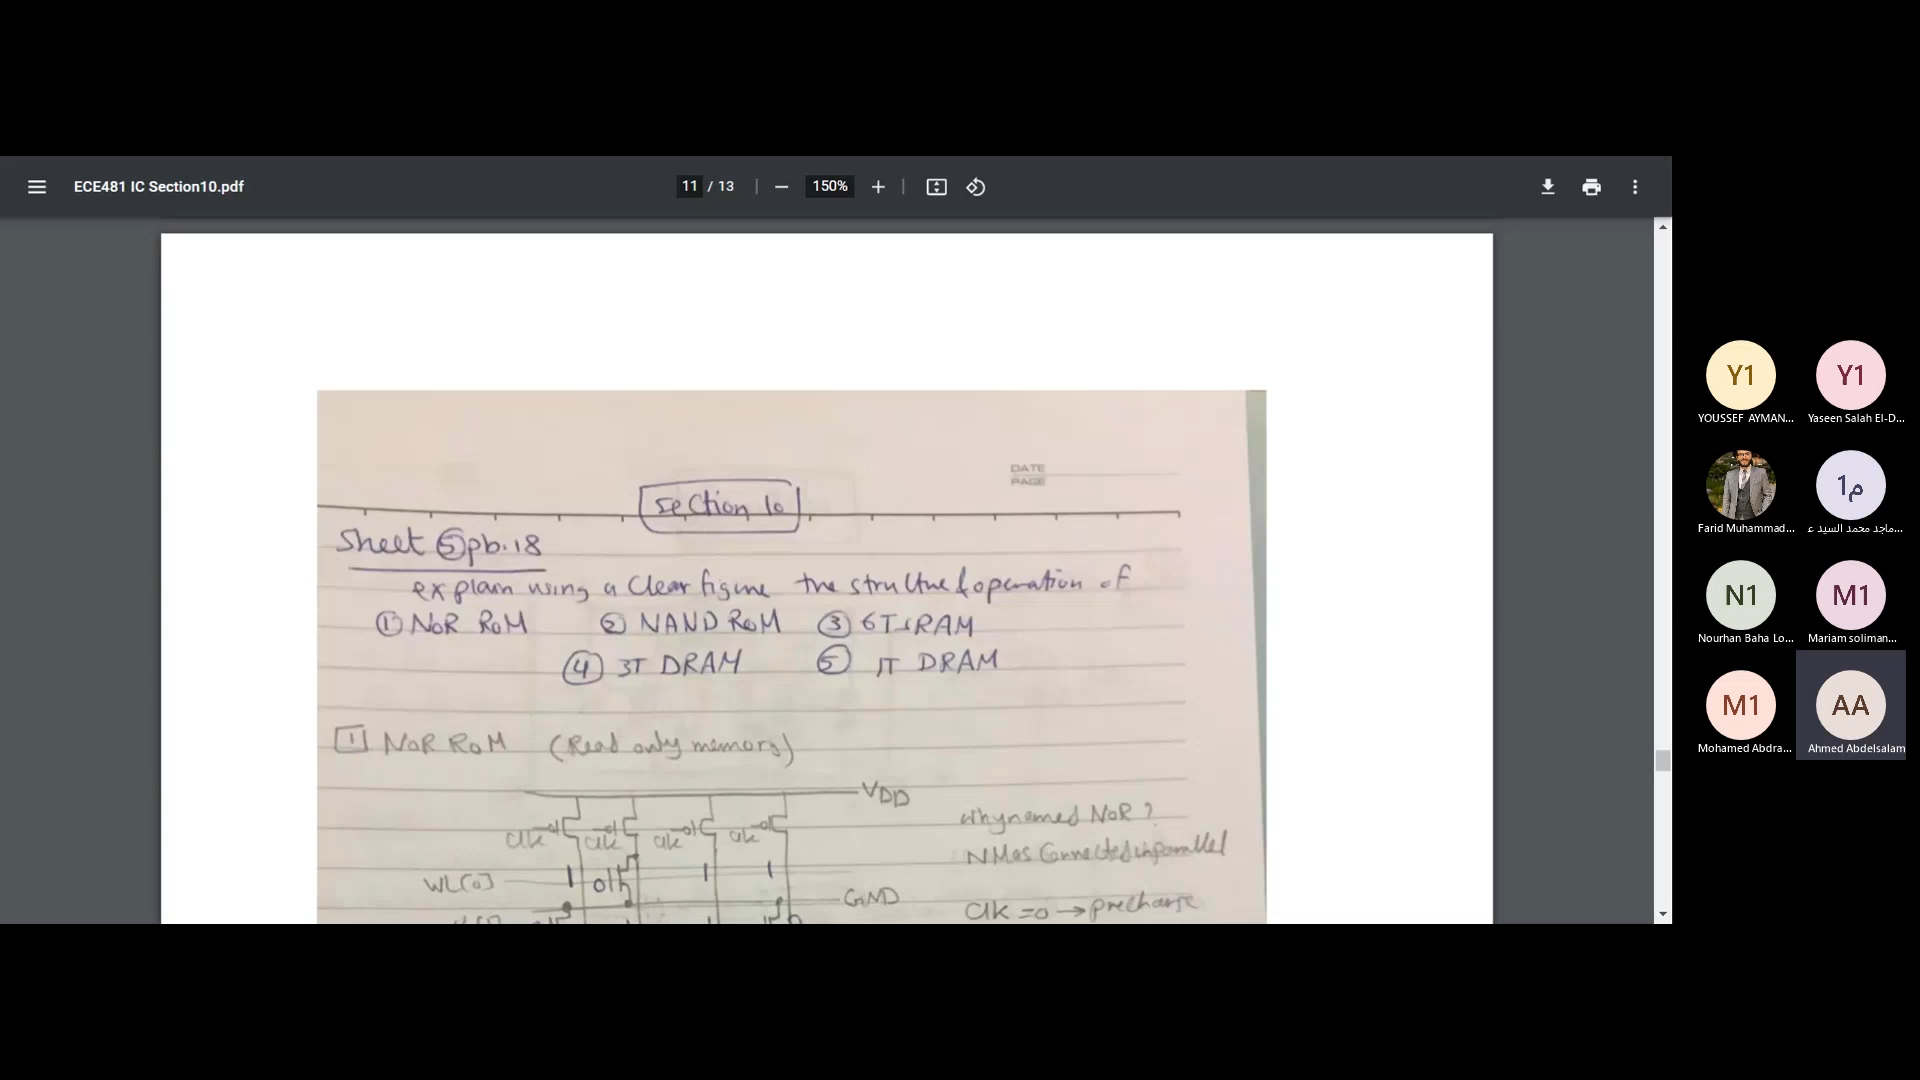 ECE481 IC Section10.pdf
11 / 13
150%
DATE
PAGE
Section 10
Sheet 5 pb.18
explain using a clear figure the structure & operation of
① NOR ROM ② NAND ROM ③ 6T SRAM
④ 3T DRAM ⑤ 1T DRAM
1 NOR ROM (Read only memory)
VDD
clk clk clk clk
why named NOR ?
NMos Connected in parallel
WL[0]
GND
clk =0 → precharge
Y1
YOUSSEF AYMAN...
Y1
Yaseen Salah El-D...
Farid Muhammad...
م1
ماجد محمد السيد ع...
N1
Nourhan Baha Lo...
M1
Mariam soliman...
M1
Mohamed Abdra...
AA
Ahmed Abdelsalam